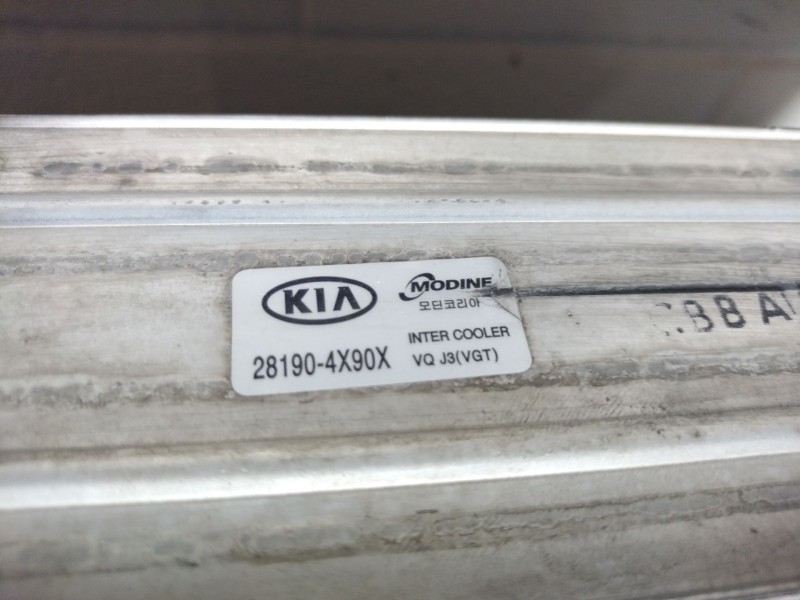 KIA
MODINE
모딘코리아
INTER COOLER
28190-4X90X
VQ J3(VGT)